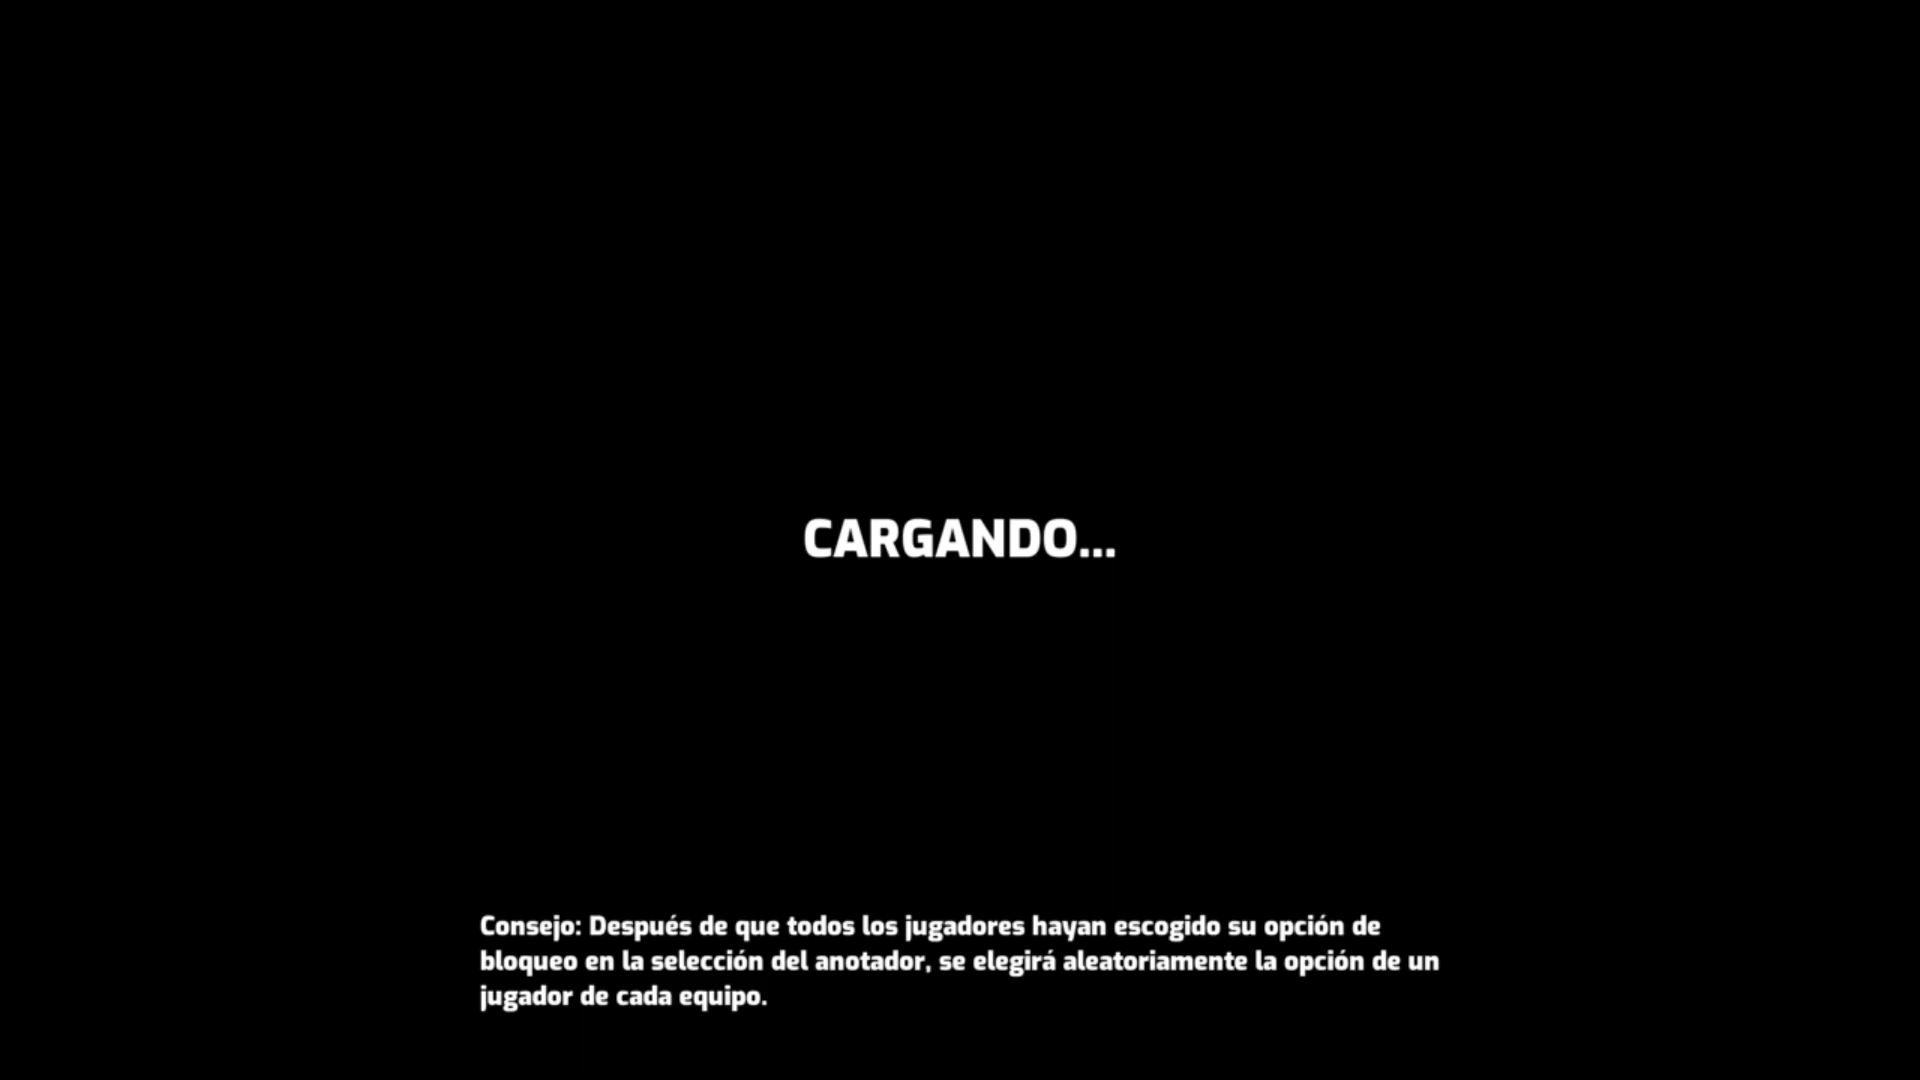 CARGANDO...
Consejo: Después de que todos los jugadores hayan escogido su opción de
bloqueo en la selección del anotador, se elegirá aleatoriamente la opción de un
jugador de cada equipo.